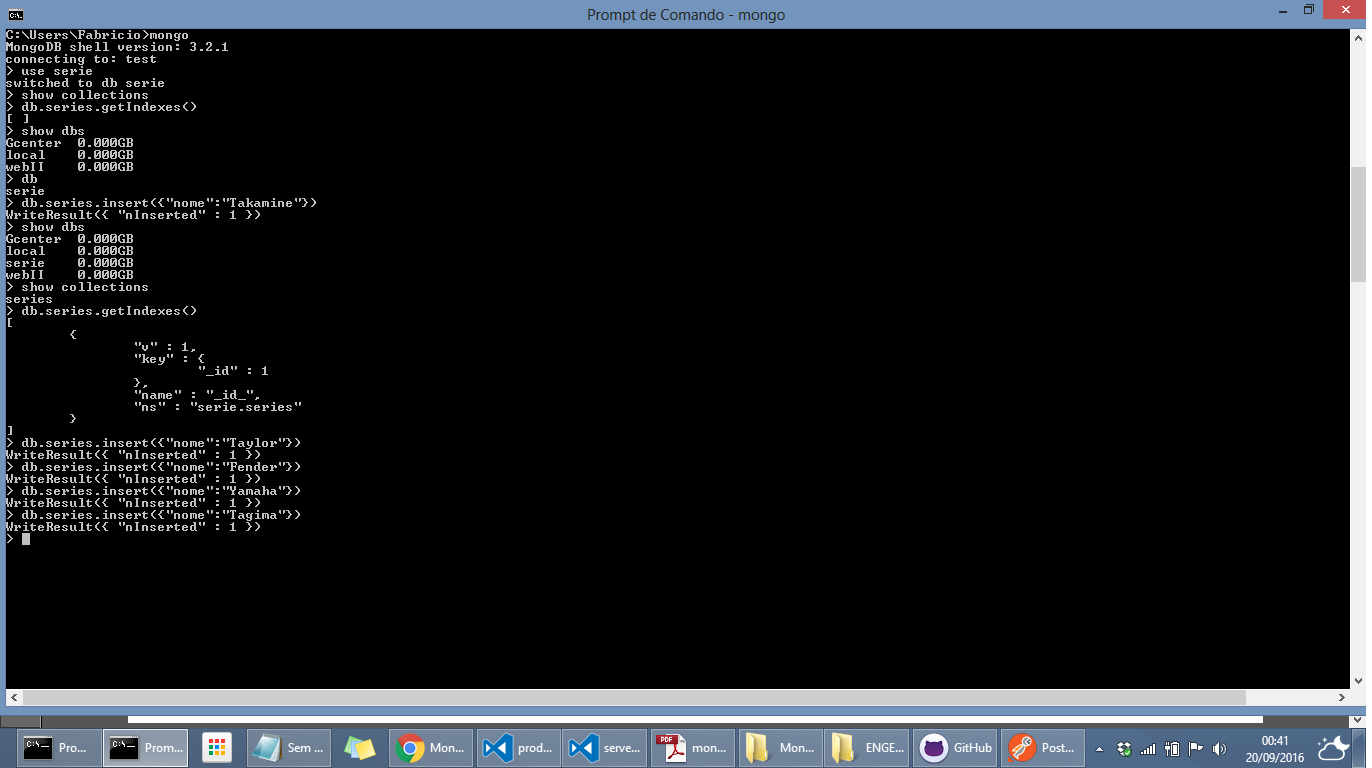 Prompt de Comando - mongo
C:\Users\Fabricio>mongo
MongoDB shell version: 3.2.1
connecting to: test
> use serie
switched to db serie
> show collections
> db.series.getIndexes()
[ ]
> show dbs
Gcenter  0.000GB
local    0.000GB
webII    0.000GB
> db
serie
> db.series.insert({"nome":"Takamine"})
WriteResult({ "nInserted" : 1 })
> show dbs
Gcenter  0.000GB
local    0.000GB
serie    0.000GB
webII    0.000GB
> show collections
series
> db.series.getIndexes()
[
        {
                "v" : 1,
                "key" : {
                        "_id" : 1
                },
                "name" : "_id_",
                "ns" : "serie.series"
        }
]
> db.series.insert({"nome":"Taylor"})
WriteResult({ "nInserted" : 1 })
> db.series.insert({"nome":"Fender"})
WriteResult({ "nInserted" : 1 })
> db.series.insert({"nome":"Yamaha"})
WriteResult({ "nInserted" : 1 })
> db.series.insert({"nome":"Tagima"})
WriteResult({ "nInserted" : 1 })
>
Pro... Prom... Sem ... Mon... prod... serve... PDF mon... Mon... ENGE... GitHub Post... 00:41
20/09/2016